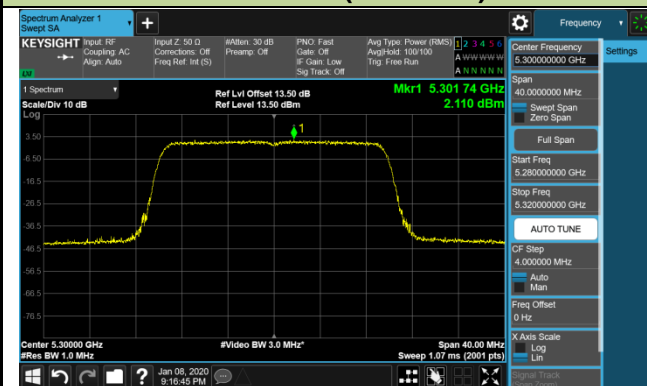 Spectrum Analyzer 1
Swept SA
Frequency
KEYSIGHT
Input: RF
Coupling: AC
Align: Auto
Input Z: 50 Ω
Corrections: Off
Freq Ref: Int (S)
#Atten: 30 dB
Preamp: Off
PNO: Fast
Gate: Off
IF Gain: Low
Sig Track: Off
Avg Type: Power (RMS)
Avg|Hold: 100/100
Trig: Free Run
1 2 3 4 5 6
A WW WW W
A N N N N N
1 Spectrum
Scale/Div 10 dB
Log
Ref Lvl Offset 13.50 dB
Ref Level 13.50 dBm
Mkr1 5.301 74 GHz
2.110 dBm
1
3.50
-6.50
-16.5
-26.5
-36.5
-46.5
-56.5
-66.5
-76.5
Center 5.30000 GHz
#Res BW 1.0 MHz
#Video BW 3.0 MHz*
Span 40.00 MHz
Sweep 1.07 ms (2001 pts)
Center Frequency
5.300000000 GHz
Settings
Span
40.0000000 MHz
Swept Span
Zero Span
Full Span
Start Freq
5.280000000 GHz
Stop Freq
5.320000000 GHz
AUTO TUNE
CF Step
4.000000 MHz
Auto
Man
Freq Offset
0 Hz
X Axis Scale
Log
Lin
Signal Track
Jan 08, 2020
9:16:45 PM